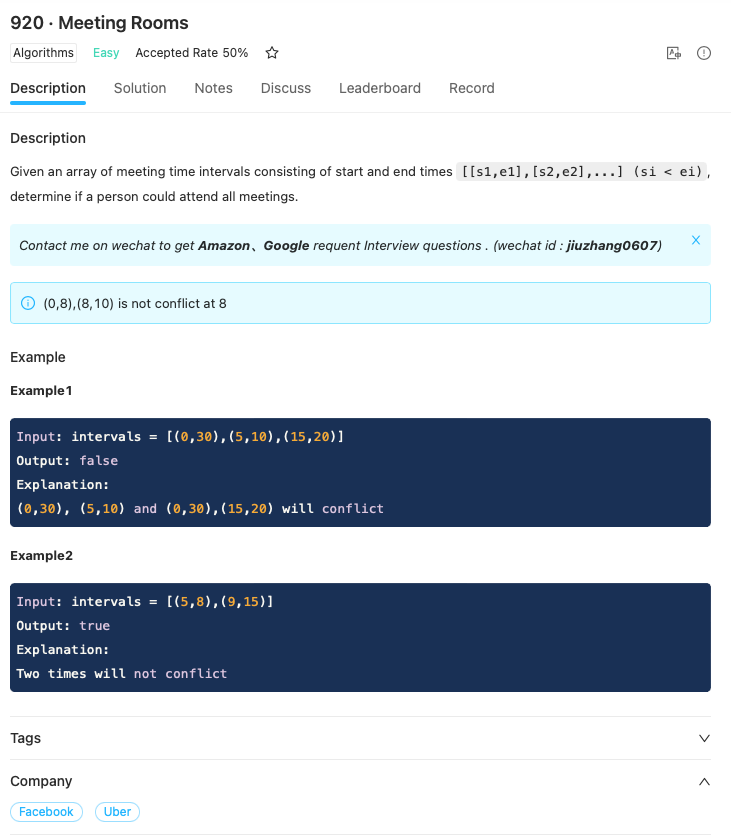 920 · Meeting Rooms
Algorithms Easy Accepted Rate 50%
Description Solution Notes Discuss Leaderboard Record
Description
Given an array of meeting time intervals consisting of start and end times [[s1,e1],[s2,e2],...] (si < ei),
determine if a person could attend all meetings.
Contact me on wechat to get Amazon、Google requent Interview questions . (wechat id : jiuzhang0607)
(0,8),(8,10) is not conflict at 8
Example
Example1
Input: intervals = [(0,30),(5,10),(15,20)]
Output: false
Explanation:
(0,30), (5,10) and (0,30),(15,20) will conflict
Example2
Input: intervals = [(5,8),(9,15)]
Output: true
Explanation:
Two times will not conflict
Tags
Company
Facebook Uber